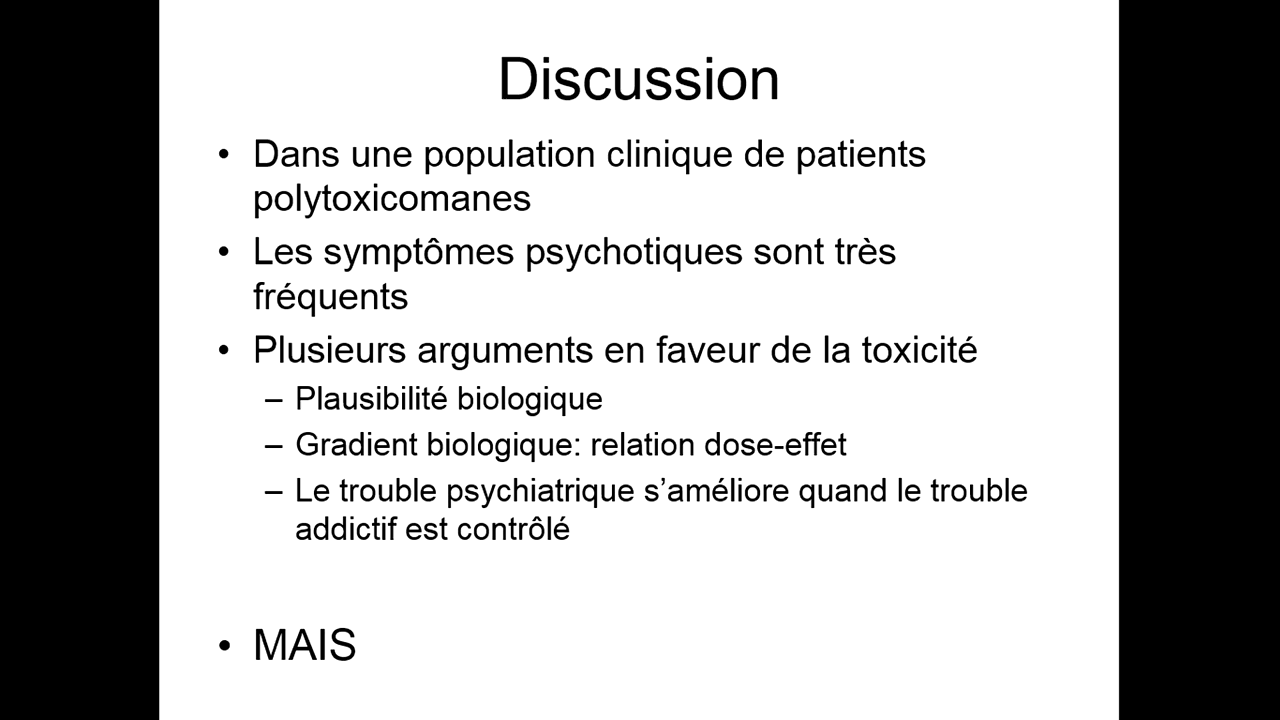 Discussion
• Dans une population clinique de patients
polytoxicomanes
• Les symptômes psychotiques sont très
fréquents
• Plusieurs arguments en faveur de la toxicité
– Plausibilité biologique
– Gradient biologique: relation dose-effet
– Le trouble psychiatrique s’améliore quand le trouble
addictif est contrôlé
• MAIS